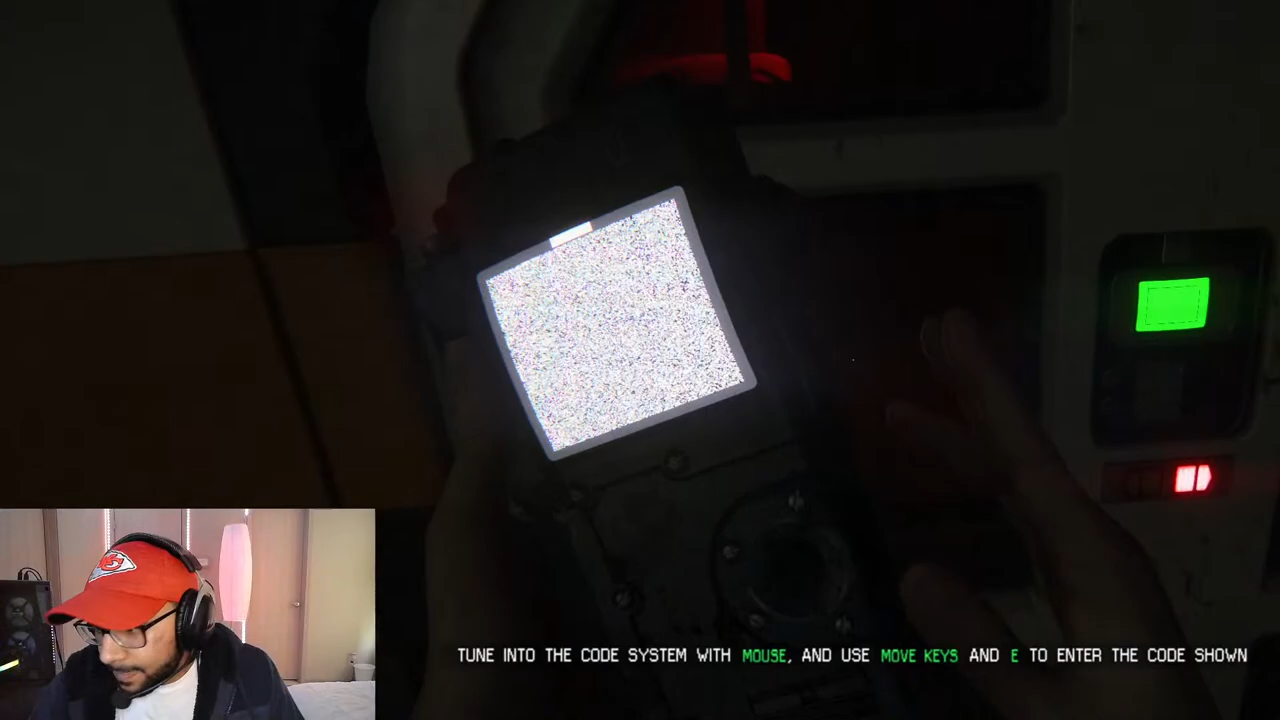 TUNE INTO THE CODE SYSTEM WITH MOUSE, AND USE MOVE KEYS AND E TO ENTER THE CODE SHOWN